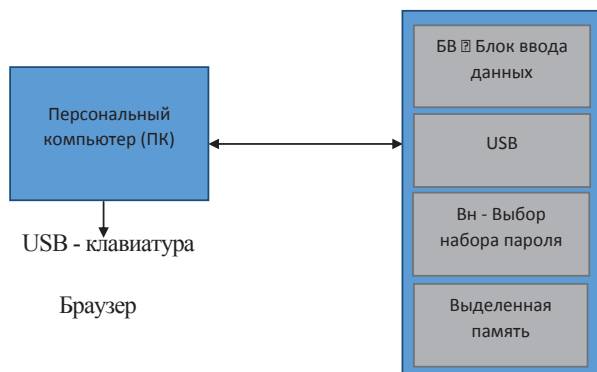 Персональный
компьютер (ПК)
USB - клавиатура
Браузер
БВ ⍰ Блок ввода
данных
USB
Вн - Выбор
набора пароля
Выделенная
память